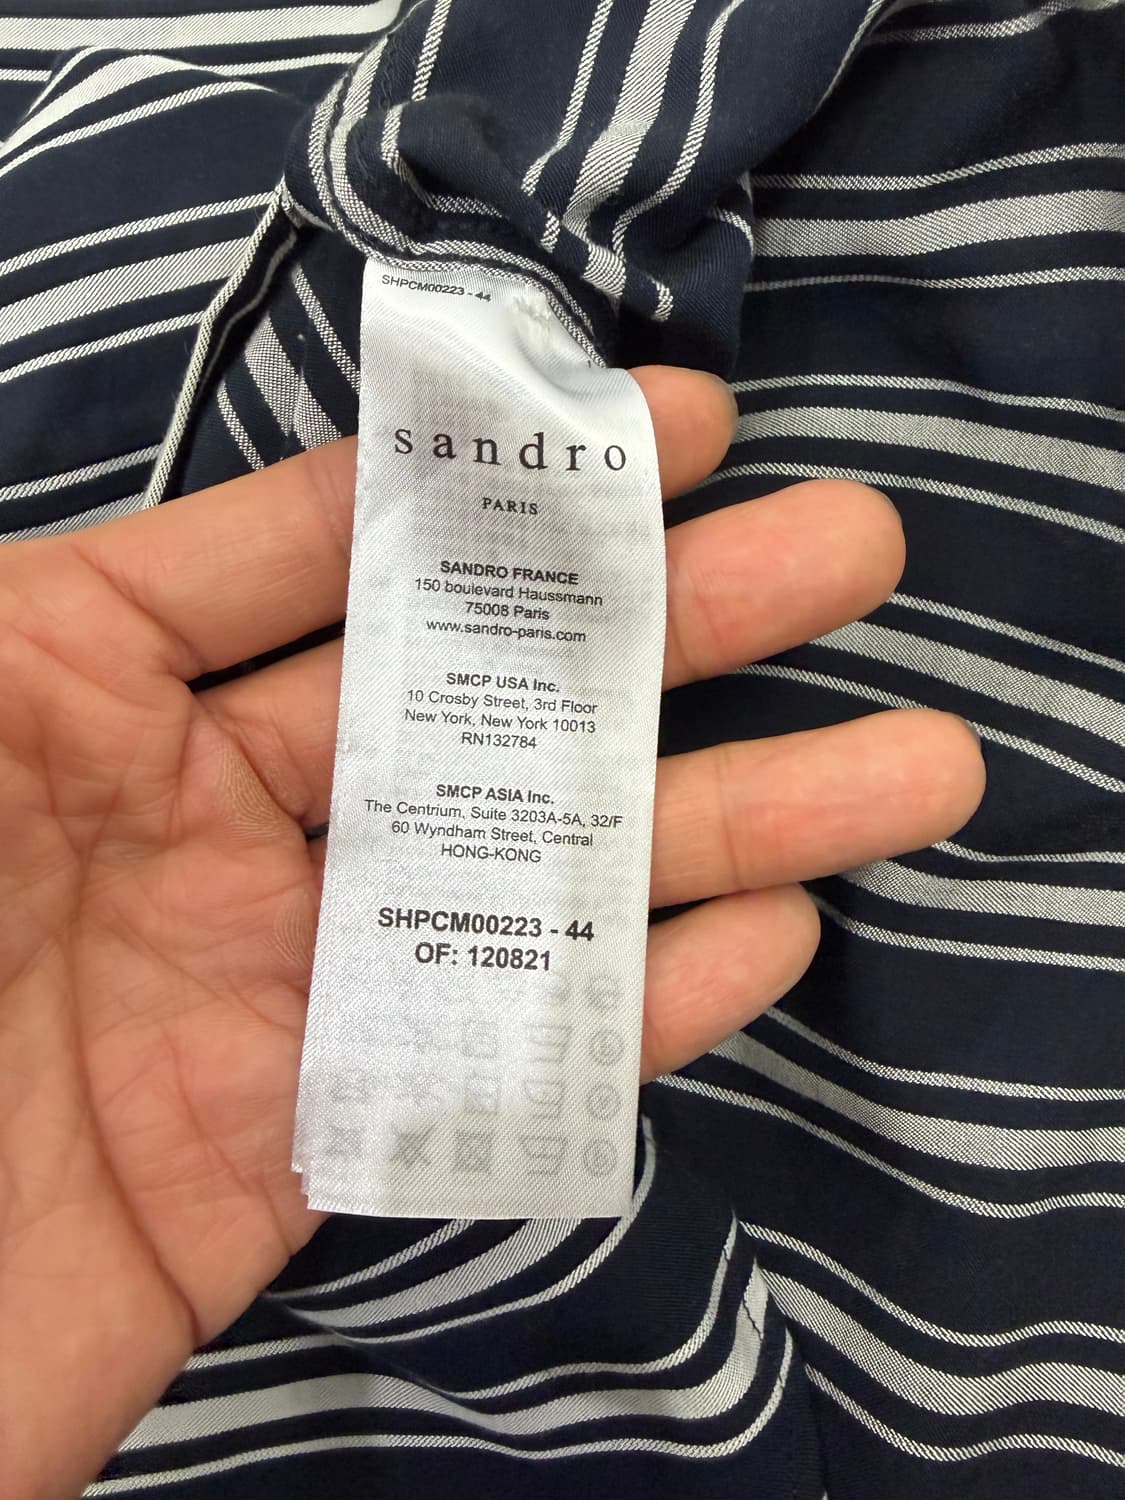 SHPCM00223 - 44
sandro
PARIS
SANDRO FRANCE
150 boulevard Haussmann
75008 Paris
www.sandro-paris.com
SMCP USA Inc.
10 Crosby Street, 3rd Floor
New York, New York 10013
RN132784
SMCP ASIA Inc.
The Centrium, Suite 3203A-5A, 32/F
60 Wyndham Street, Central
HONG-KONG
SHPCM00223 - 44
OF: 120821